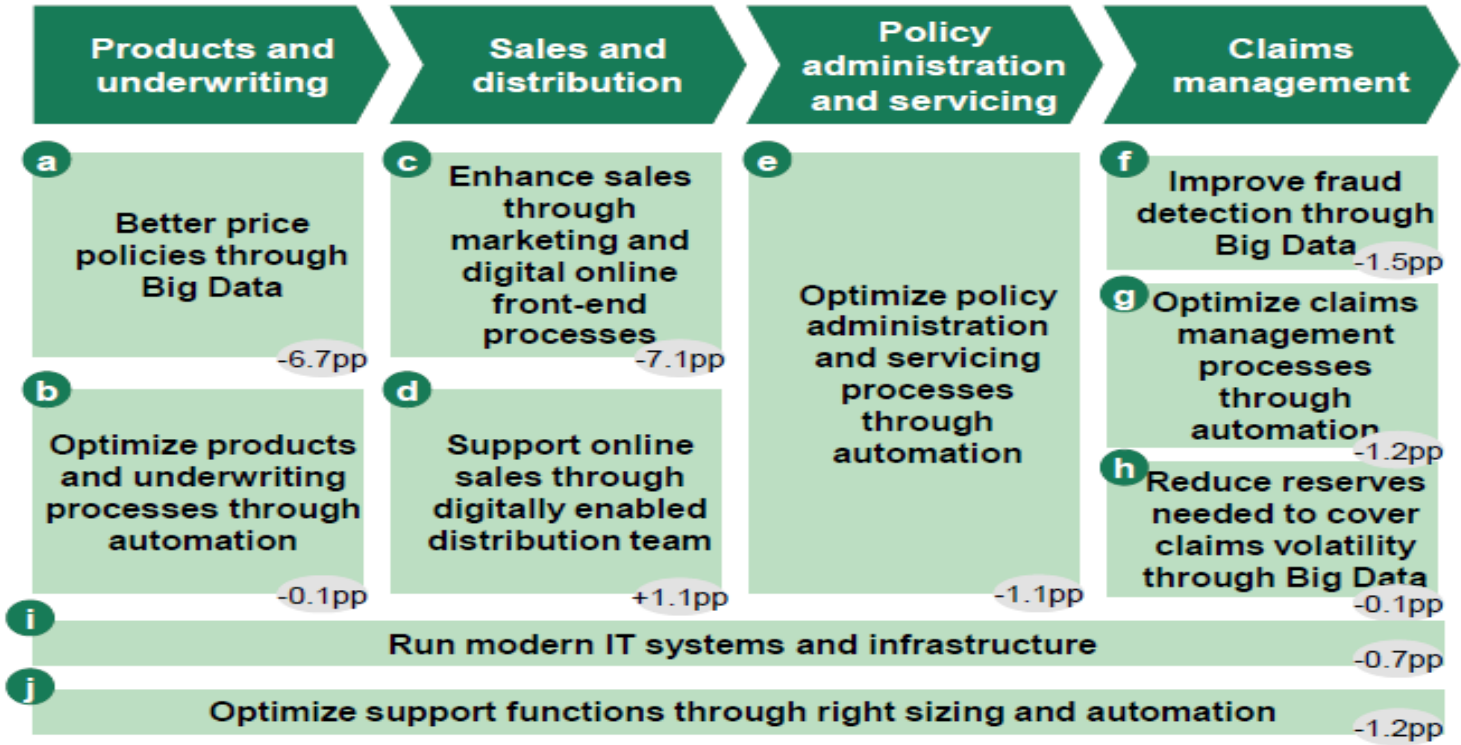 Products and
underwriting
Sales and
distribution
Policy
administration
and servicing
Claims
management
a
Better price
policies through
Big Data
-6.7pp
b
Optimize products
and underwriting
processes through
automation
-0.1pp
c
Enhance sales
through
marketing and
digital online
front-end
processes
-7.1pp
d
Support online
sales through
digitally enabled
distribution team
+1.1pp
e
Optimize policy
administration
and servicing
processes
through
automation
-1.1pp
f
Improve fraud
detection through
Big Data
-1.5pp
g
Optimize claims
management
processes
through
automation
-1.2pp
h
Reduce reserves
needed to cover
claims volatility
through Big Data
-0.1pp
i
Run modern IT systems and infrastructure
-0.7pp
j
Optimize support functions through right sizing and automation
-1.2pp